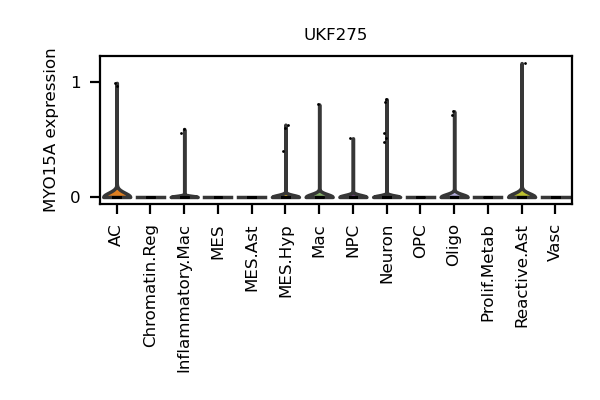 UKF275
MYO15A expression
1
0
AC
Chromatin.Reg
Inflammatory.Mac
MES
MES.Ast
MES.Hyp
Mac
NPC
Neuron
OPC
Oligo
Prolif.Metab
Reactive.Ast
Vasc